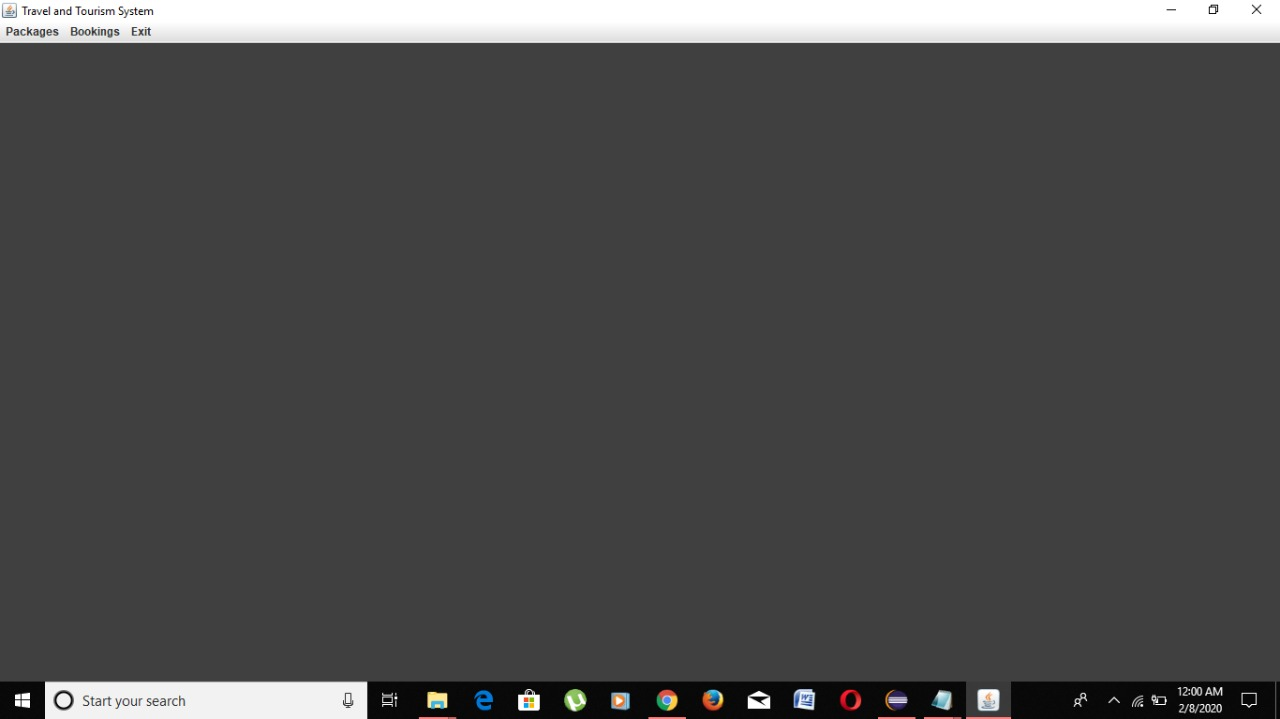 Travel and Tourism System
Packages Bookings Exit
Start your search
12:00 AM
2/8/2020